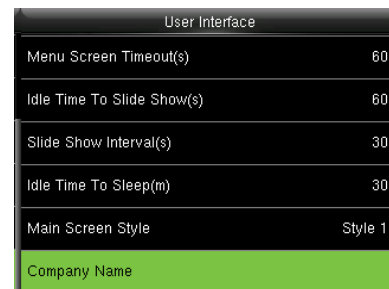 User Interface
Menu Screen Timeout(s) 60
Idle Time To Slide Show(s) 60
Slide Show Interval(s) 30
Idle Time To Sleep(m) 30
Main Screen Style Style 1
Company Name